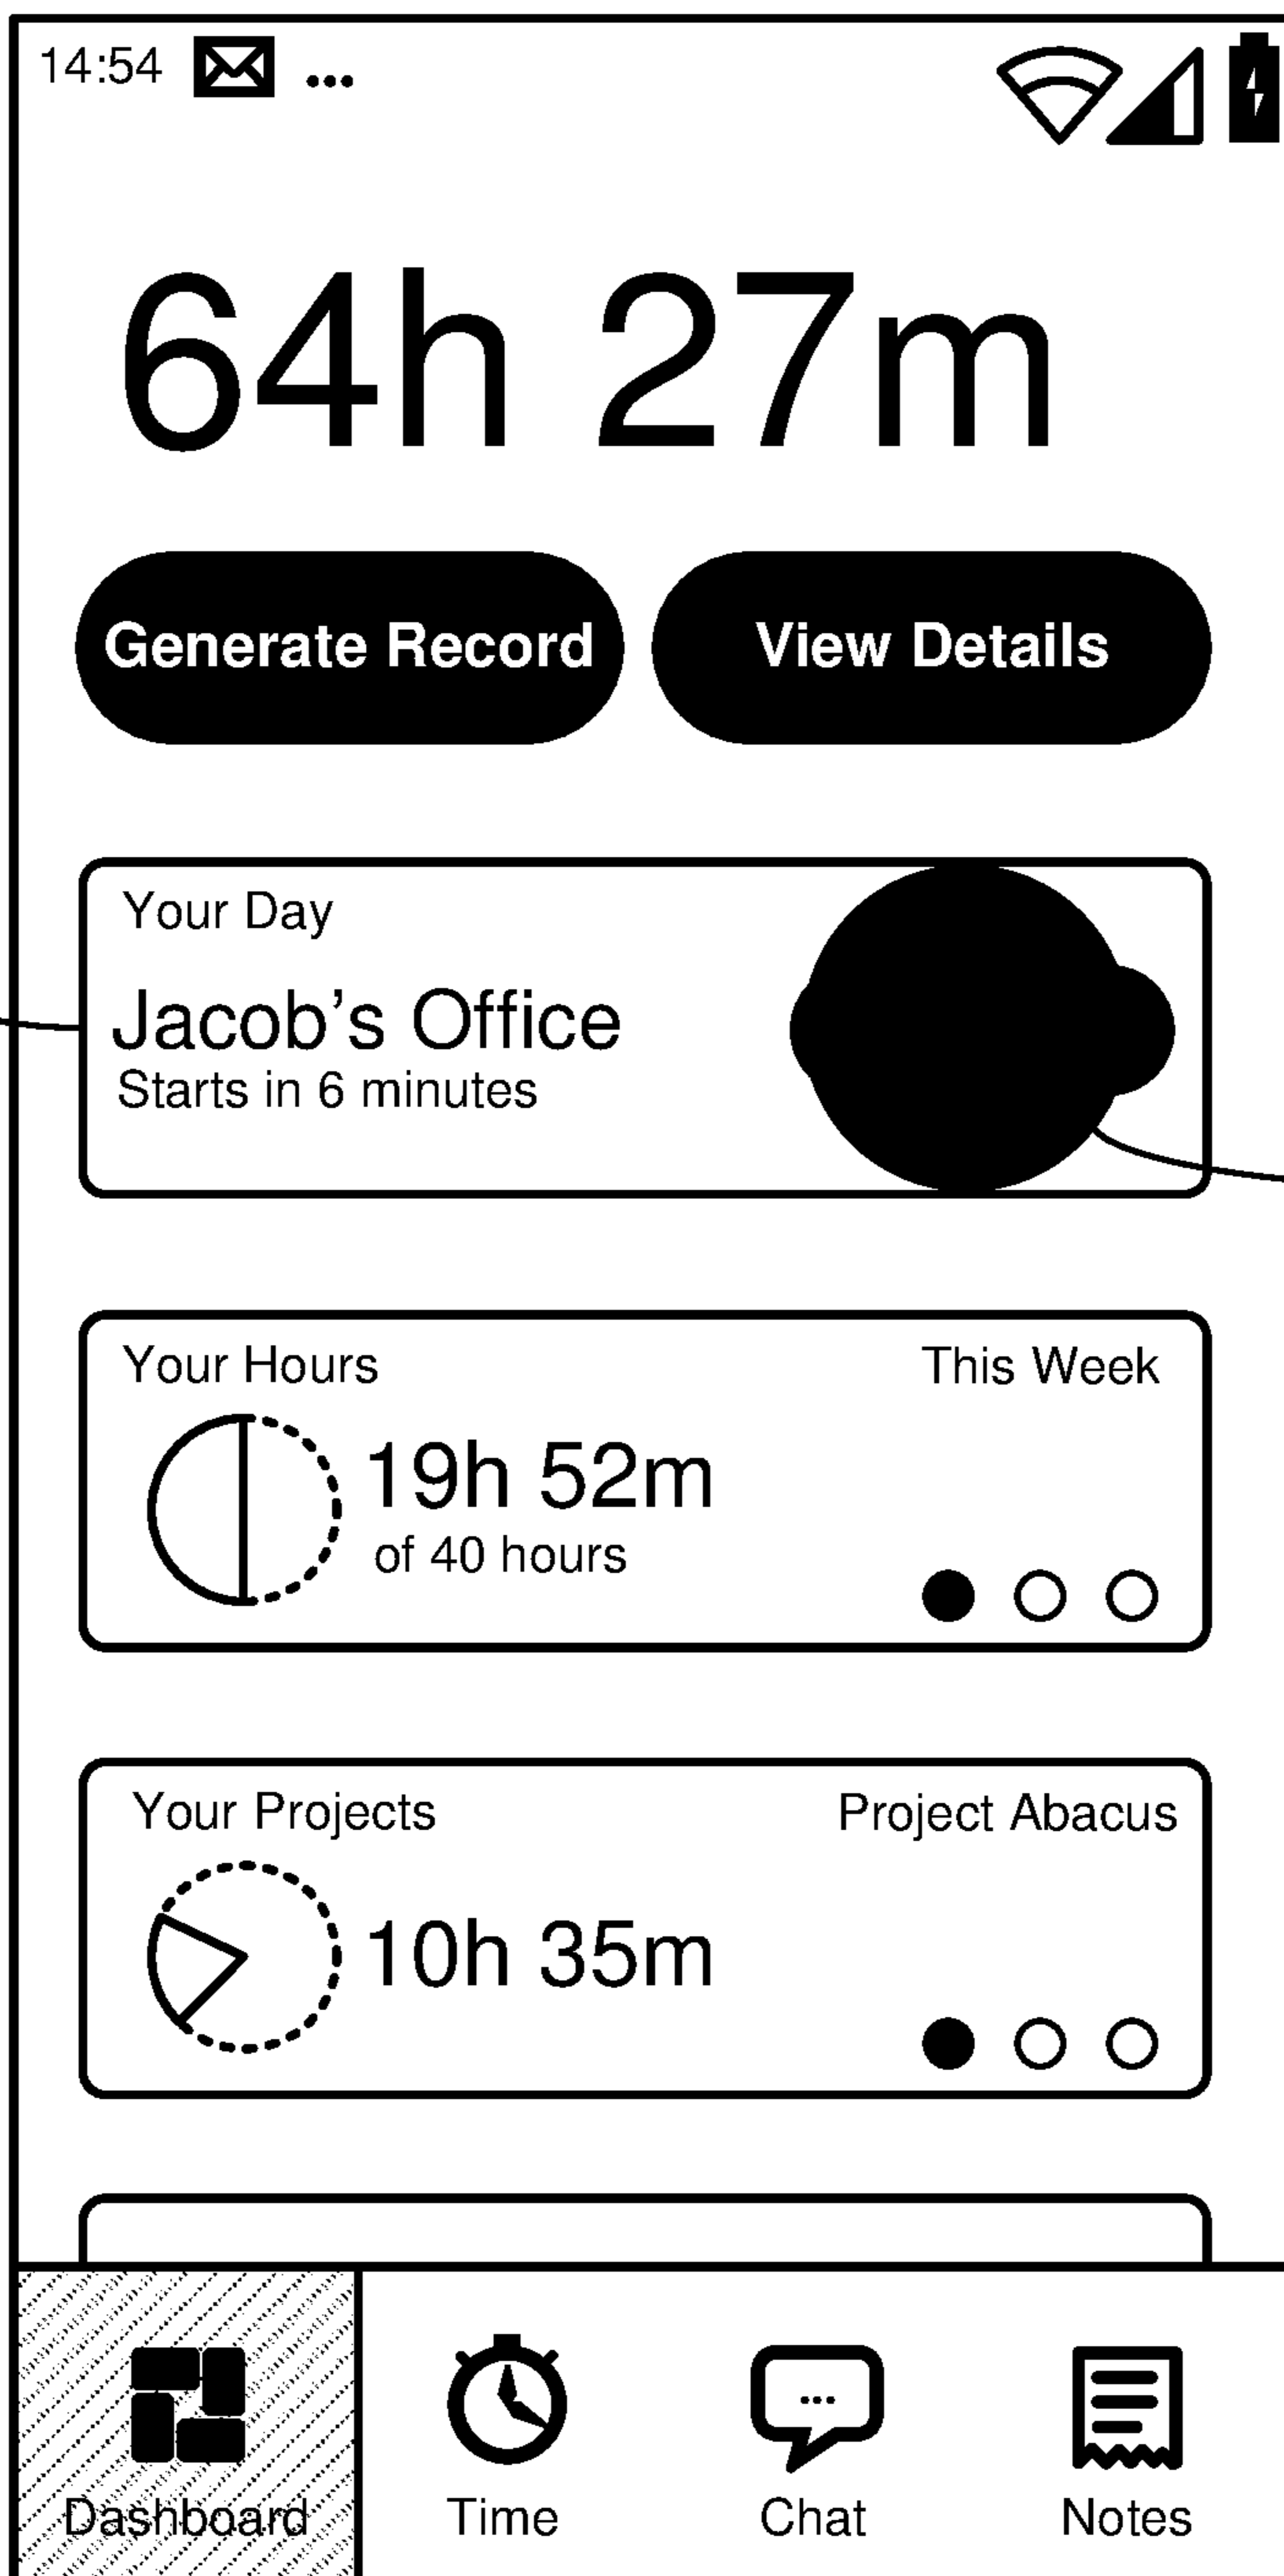 14:54
64h 27m
Generate Record
View Details
Your Day
Jacob's Office
Starts in 6 minutes
Your Hours
This Week
19h 52m
of 40 hours
Your Projects
Project Abacus
10h 35m
Dashboard
Time
Chat
Notes